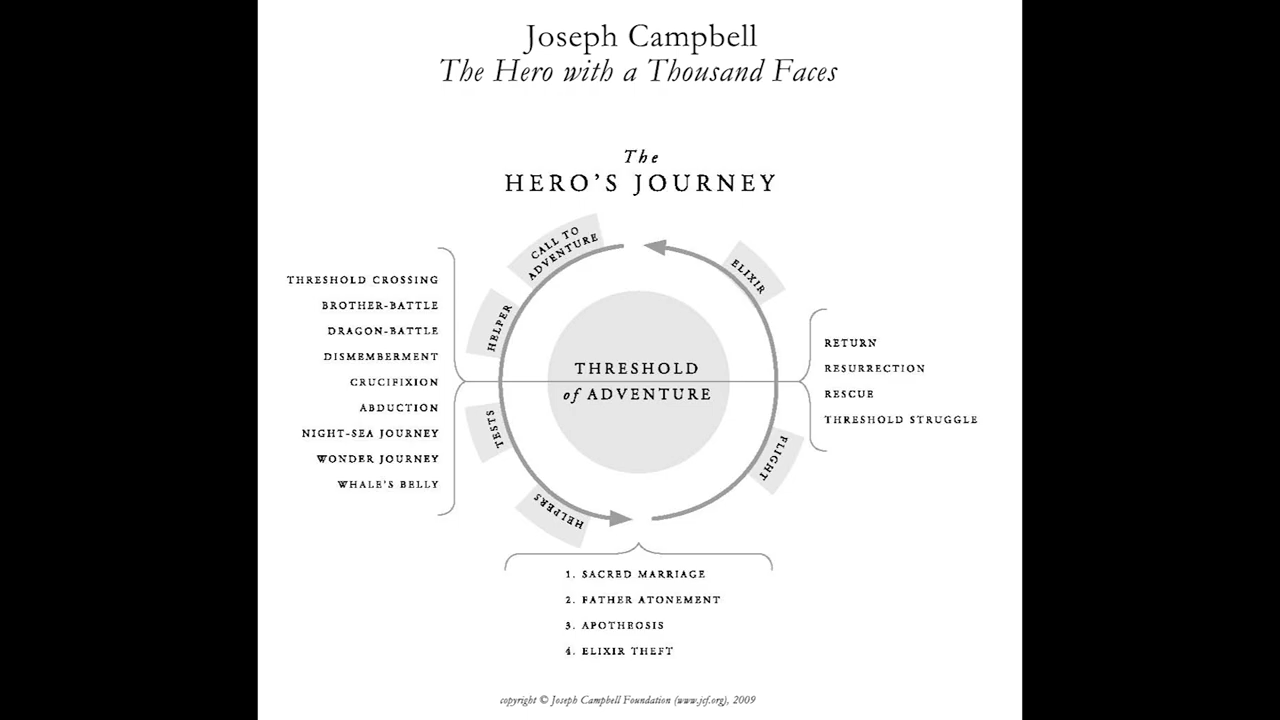 Joseph Campbell
The Hero with a Thousand Faces
The
HERO'S JOURNEY
CALL TO
ADVENTURE
HELPER
TESTS
HELPERS
FLIGHT
ELIXIR
THRESHOLD
of ADVENTURE
THRESHOLD CROSSING
BROTHER-BATTLE
DRAGON-BATTLE
DISMEMBERMENT
CRUCIFIXION
ABDUCTION
NIGHT-SEA JOURNEY
WONDER JOURNEY
WHALE'S BELLY
RETURN
RESURRECTION
RESCUE
THRESHOLD STRUGGLE
1. SACRED MARRIAGE
2. FATHER ATONEMENT
3. APOTHEOSIS
4. ELIXIR THEFT
copyright © Joseph Campbell Foundation (www.jcf.org), 2009